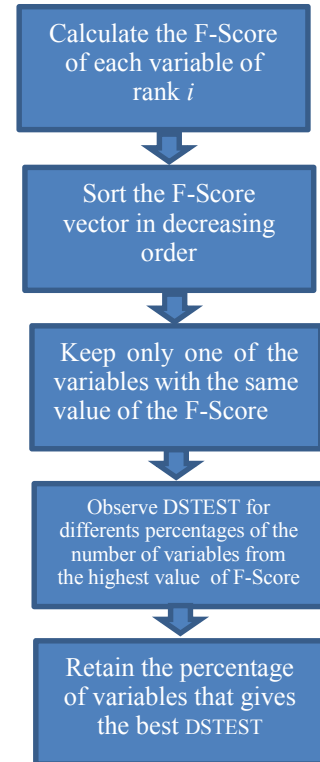 Calculate the F-Score
of each variable of
rank i
Sort the F-Score
vector in decreasing
order
Keep only one of the
variables with the same
value of the F-Score
Observe DSTEST for
differents percentages of the
number of variables from
the highest value of F-Score
Retain the percentage
of variables that gives
the best DSTEST